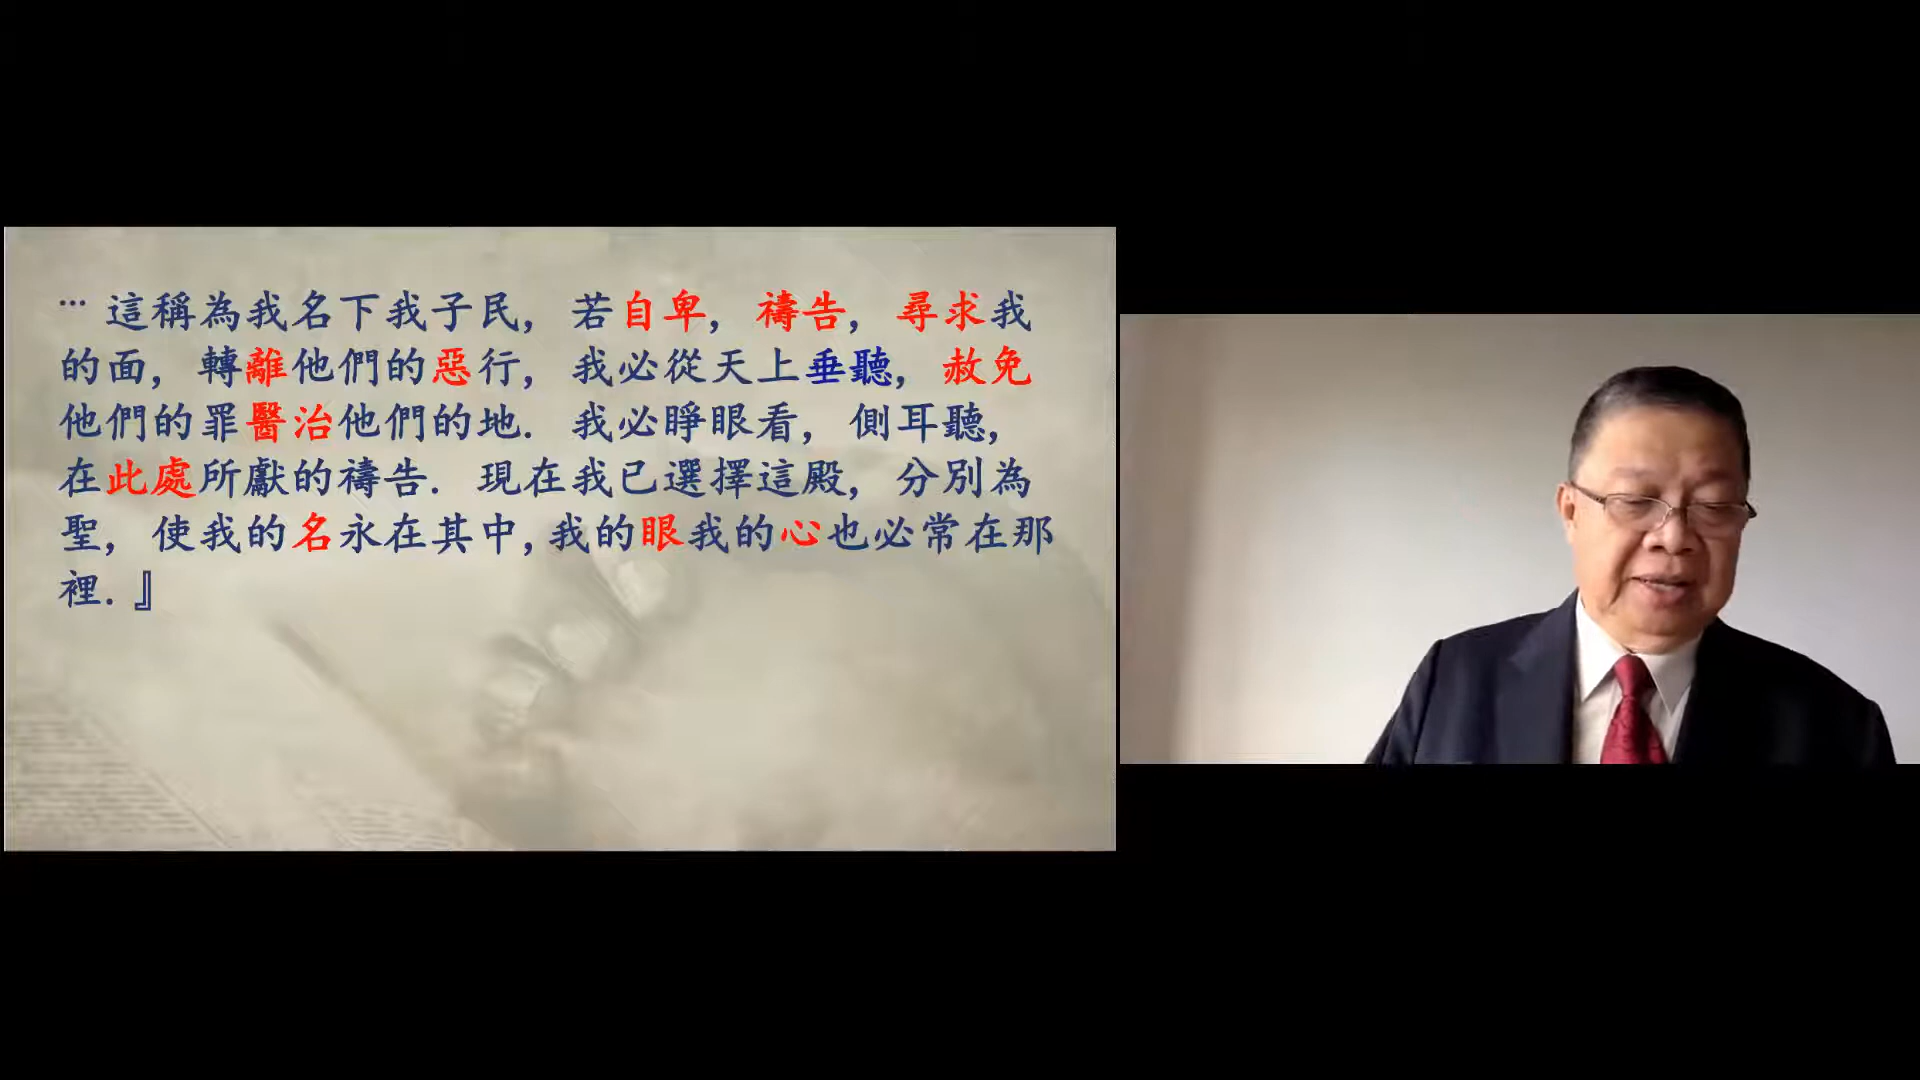 … 這稱為我名下我子民, 若自卑, 禱告, 尋求我
的面, 轉離他們的惡行, 我必從天上垂聽, 赦免
他們的罪醫治他們的地. 我必睜眼看, 側耳聽,
在此處所獻的禱告. 現在我已選擇這殿, 分別為
聖, 使我的名永在其中, 我的眼我的心也必常在那
裡.』